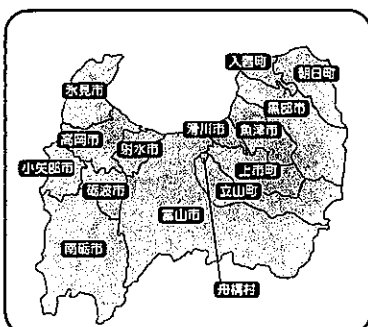 入善町
朝日町
氷見市
黒部市
滑川市
魚津市
高岡市
射水市
小矢部市
上市町
砺波市
立山町
富山市
南砺市
舟橋村